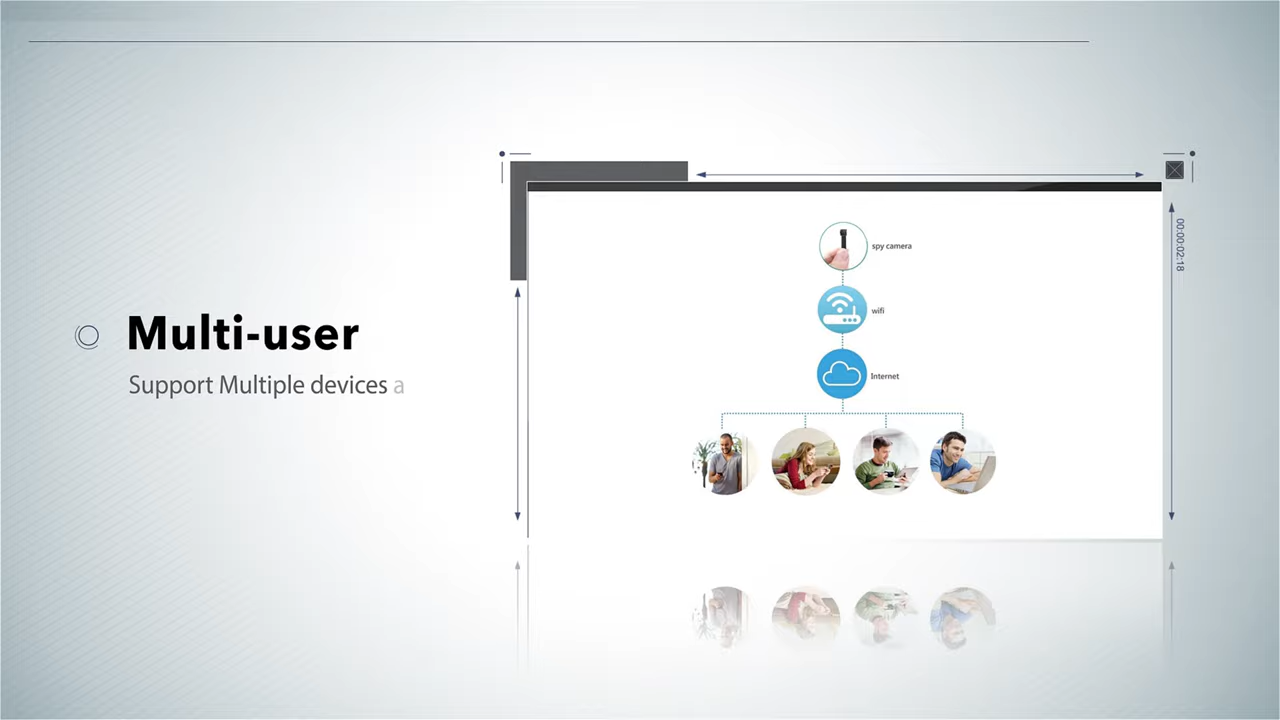 spy camera
wifi
Internet
Multi-user
Support Multiple devices a
00:00:02:18